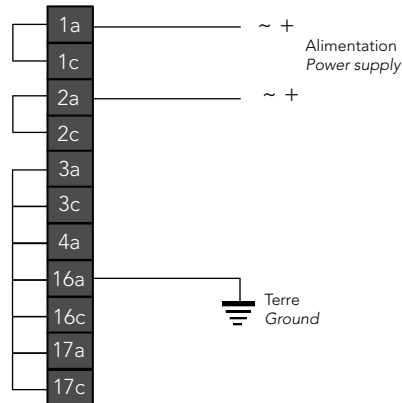 1a
~ +
Alimentation
Power supply
1c
2a
~ +
2c
3a
3c
4a
16a
Terre
Ground
16c
17a
17c